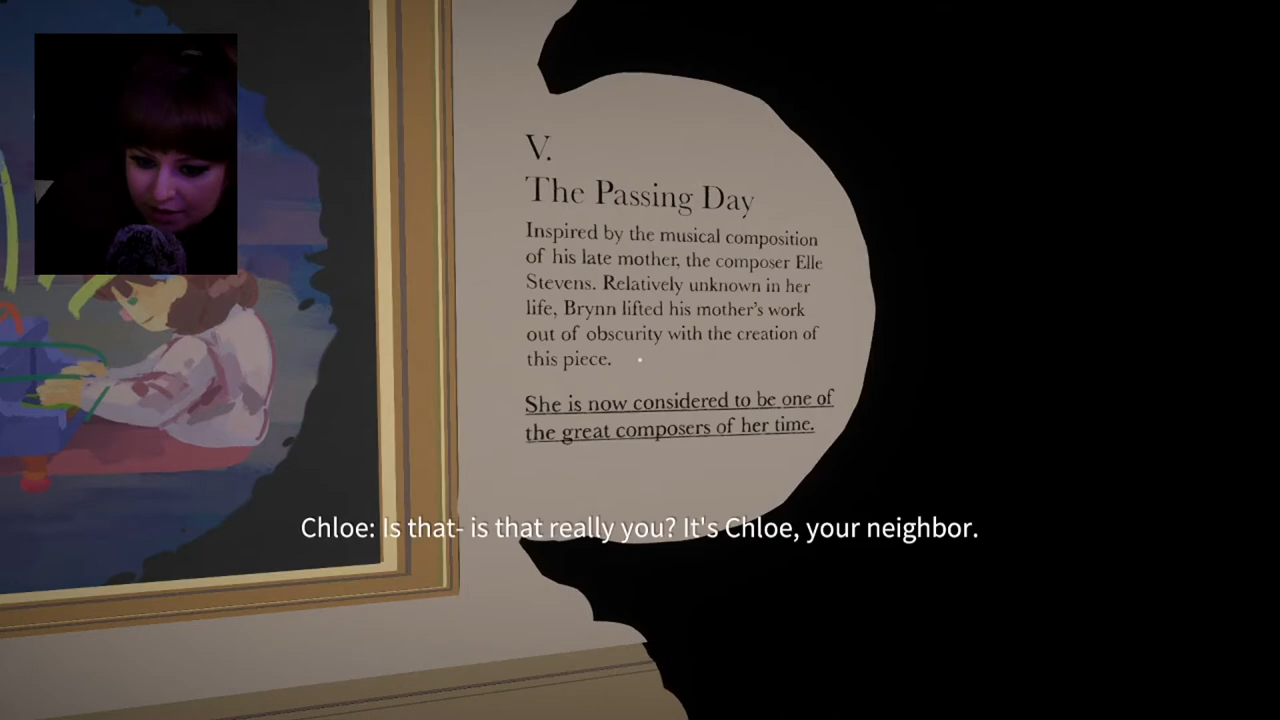 V.
The Passing Day
Inspired by the musical composition
of his late mother, the composer Elle
Stevens. Relatively unknown in her
life, Brynn lifted his mother's work
out of obscurity with the creation of
this piece.
She is now considered to be one of
the great composers of her time.
Chloe: Is that- is that really you? It's Chloe, your neighbor.